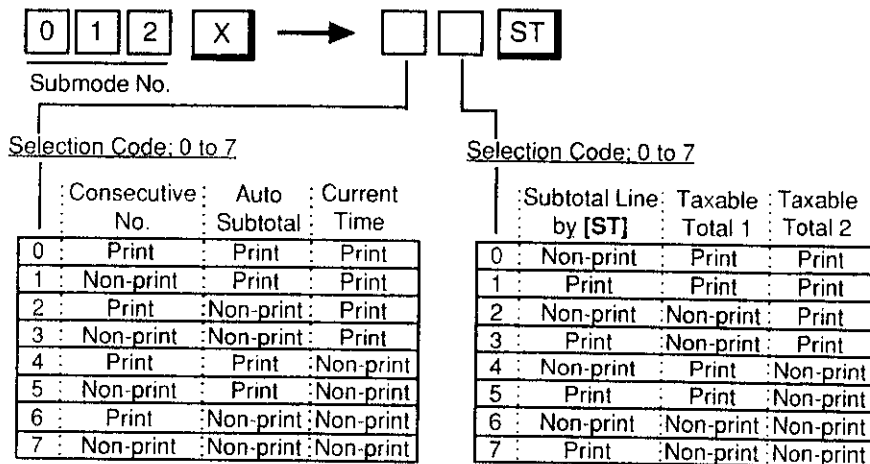 0 1 2 X ST
Submode No.
Selection Code; 0 to 7
Consecutive No. Auto Subtotal Current Time
0 Print Print Print
1 Non-print Print Print
2 Print Non-print Print
3 Non-print Non-print Print
4 Print Print Non-print
5 Non-print Print Non-print
6 Print Non-print Non-print
7 Non-print Non-print Non-print
Selection Code; 0 to 7
Subtotal Line by [ST] Taxable Total 1 Taxable Total 2
0 Non-print Print Print
1 Print Print Print
2 Non-print Non-print Print
3 Print Non-print Print
4 Non-print Print Non-print
5 Print Print Non-print
6 Non-print Non-print Non-print
7 Print Non-print Non-print